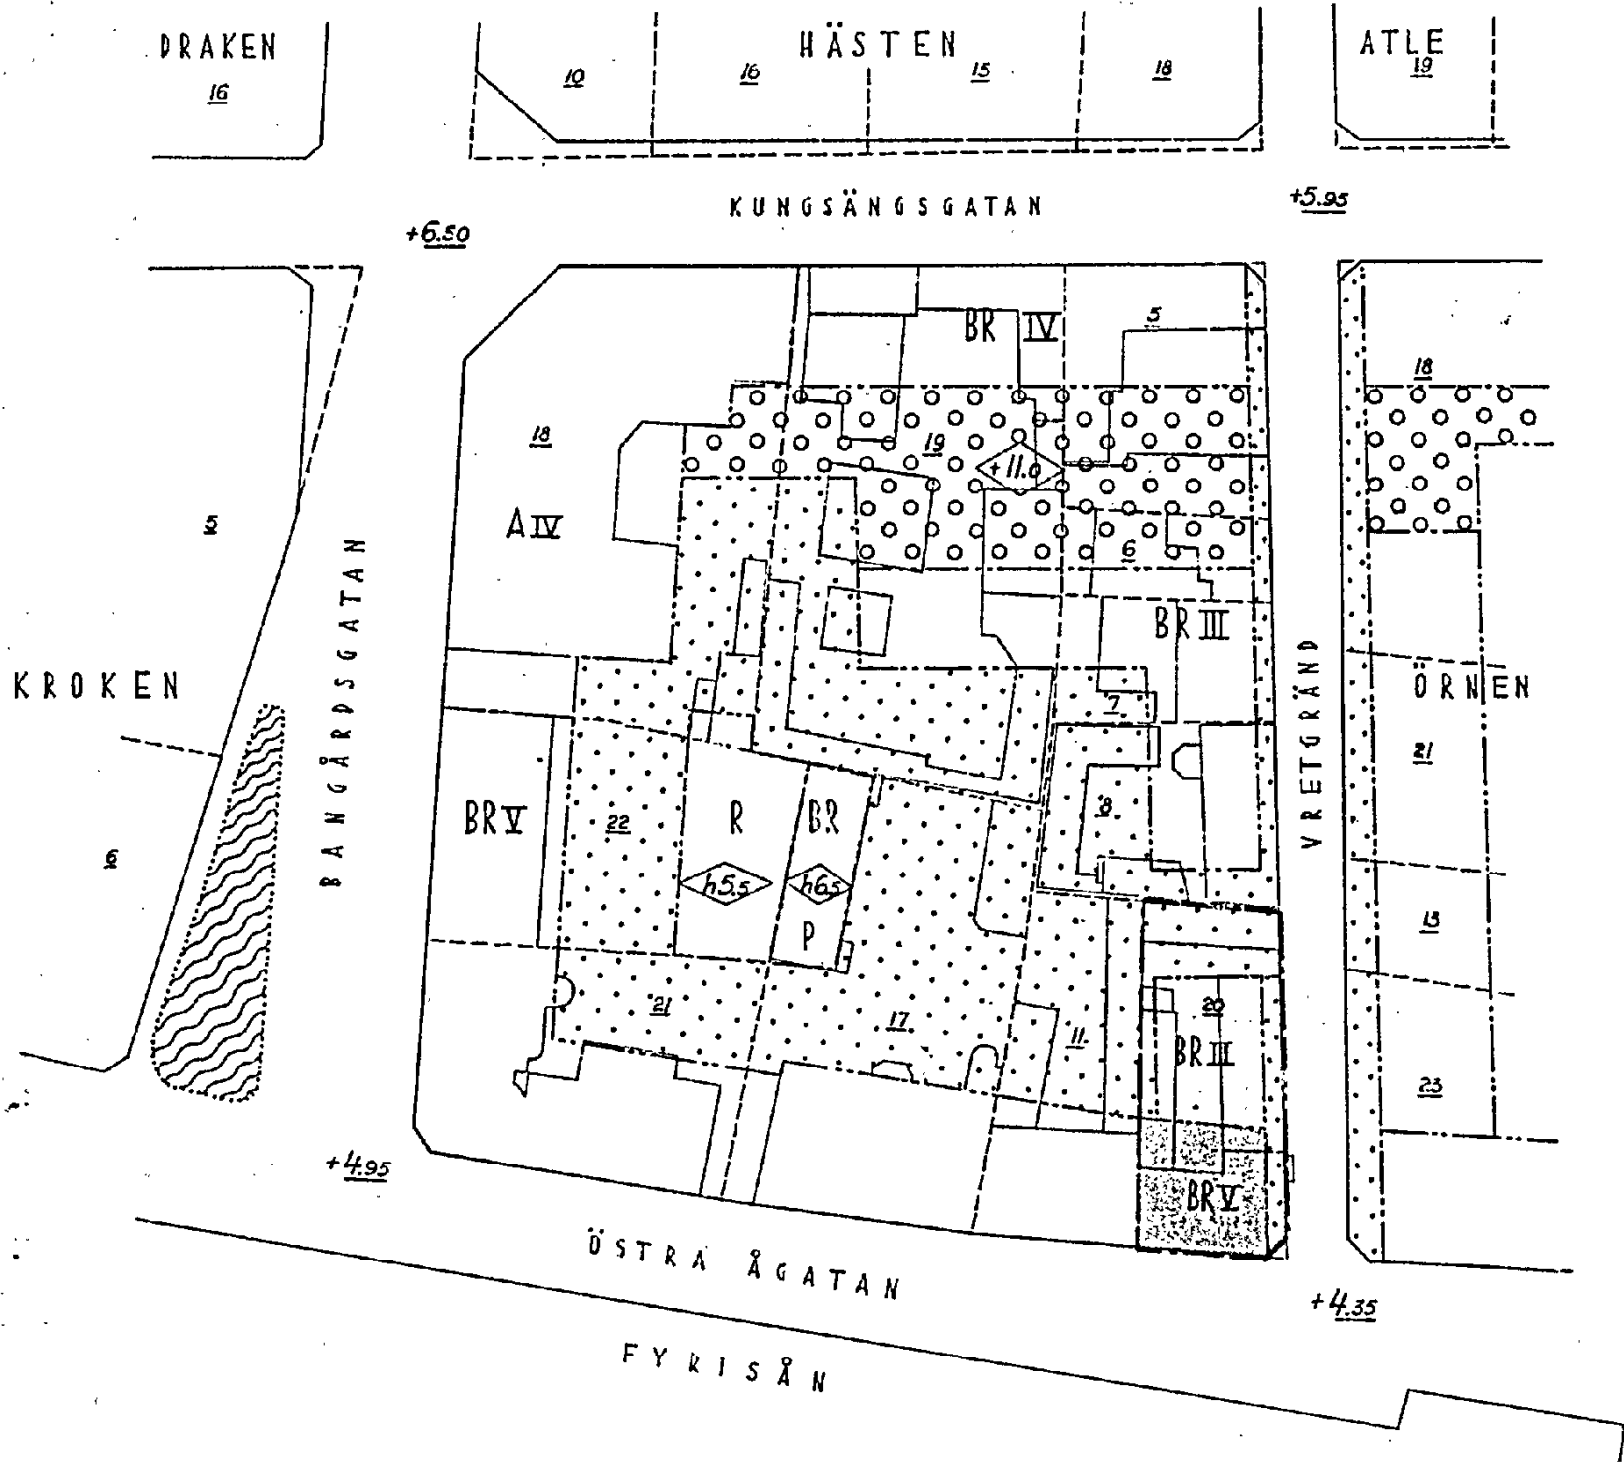 DRAKEN
16
10
16
HÄSTEN
15
18
ATLE
19
KUNGSÄNGSGATAN
+5.95
+6.50
BR IV
5
18
18
19
+11.0
5
A IV
6
BR III
BANGÅRDSGATAN
VRETGRÄND
KROKEN
ÖRNEN
7
21
BR V
22
R
BR
8
h5.5
h6.5
6
P
13
21
17
11
20
BR III
23
+4.95
BR V
ÖSTRA ÅGATAN
+4.35
FYRISÅN